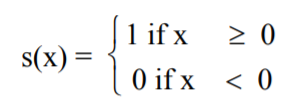 1 if x ≥ 0
s(x) =
0 if x < 0